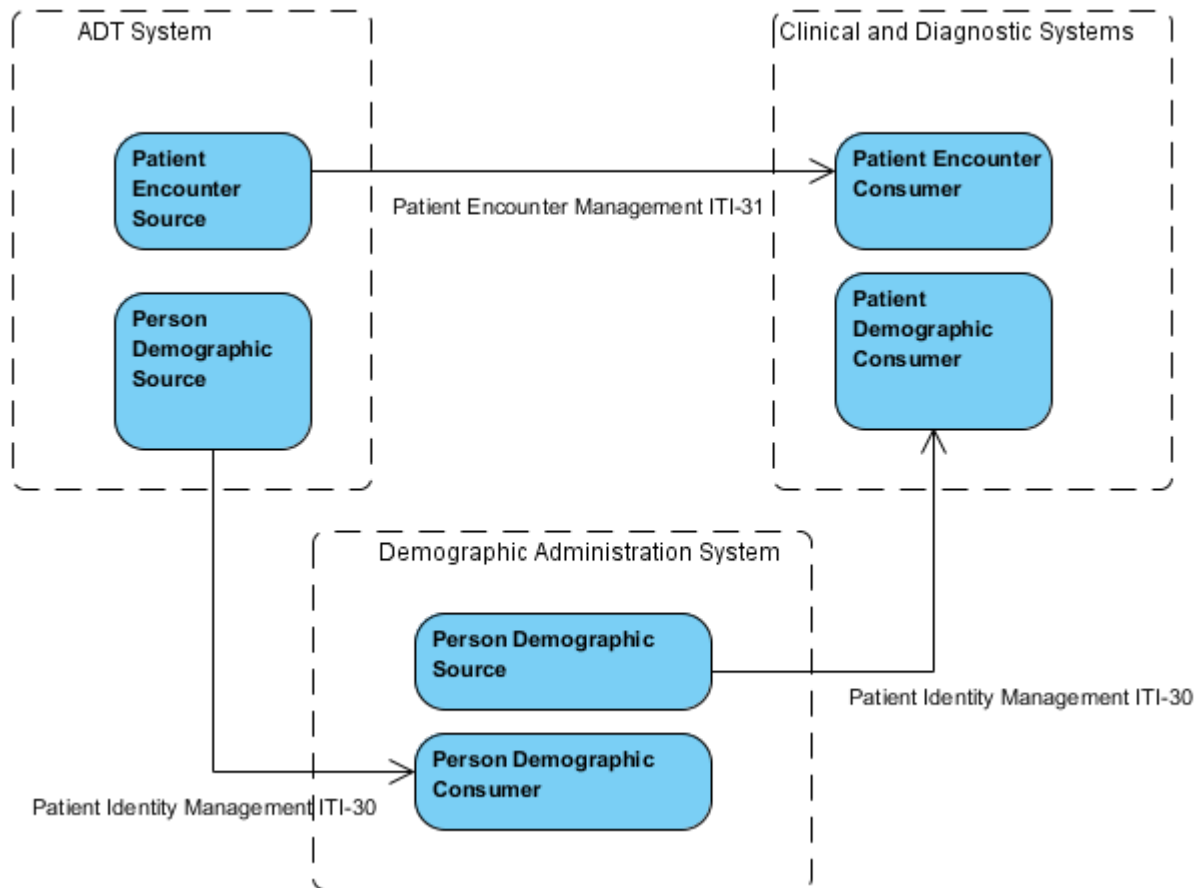 ADT System
Clinical and Diagnostic Systems
Patient
Encounter
Source
Patient Encounter
Consumer
Patient Encounter Management ITI-31
Person
Demographic
Source
Patient
Demographic
Consumer
Demographic Administration System
Person Demographic
Source
Patient Identity Management ITI-30
Person Demographic
Consumer
Patient Identity Management ITI-30